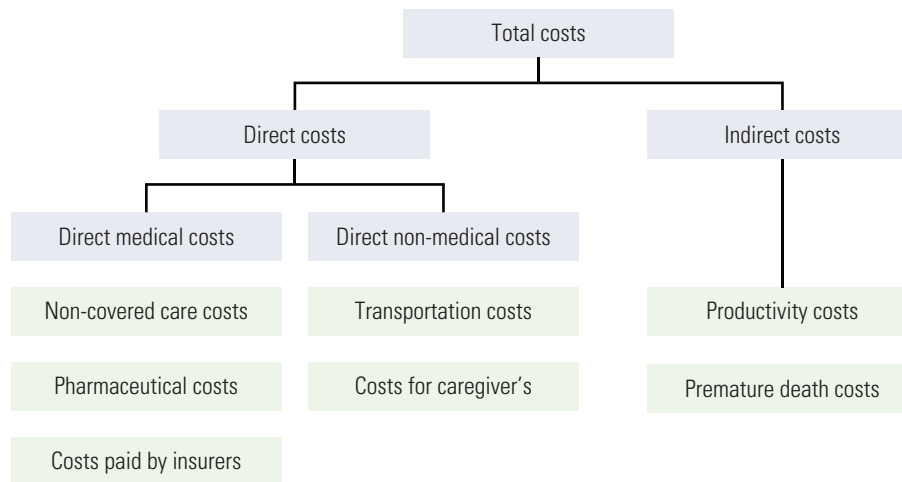 Total costs
Direct costs
Indirect costs
Direct medical costs
Direct non-medical costs
Non-covered care costs
Transportation costs
Productivity costs
Pharmaceutical costs
Costs for caregiver's
Premature death costs
Costs paid by insurers